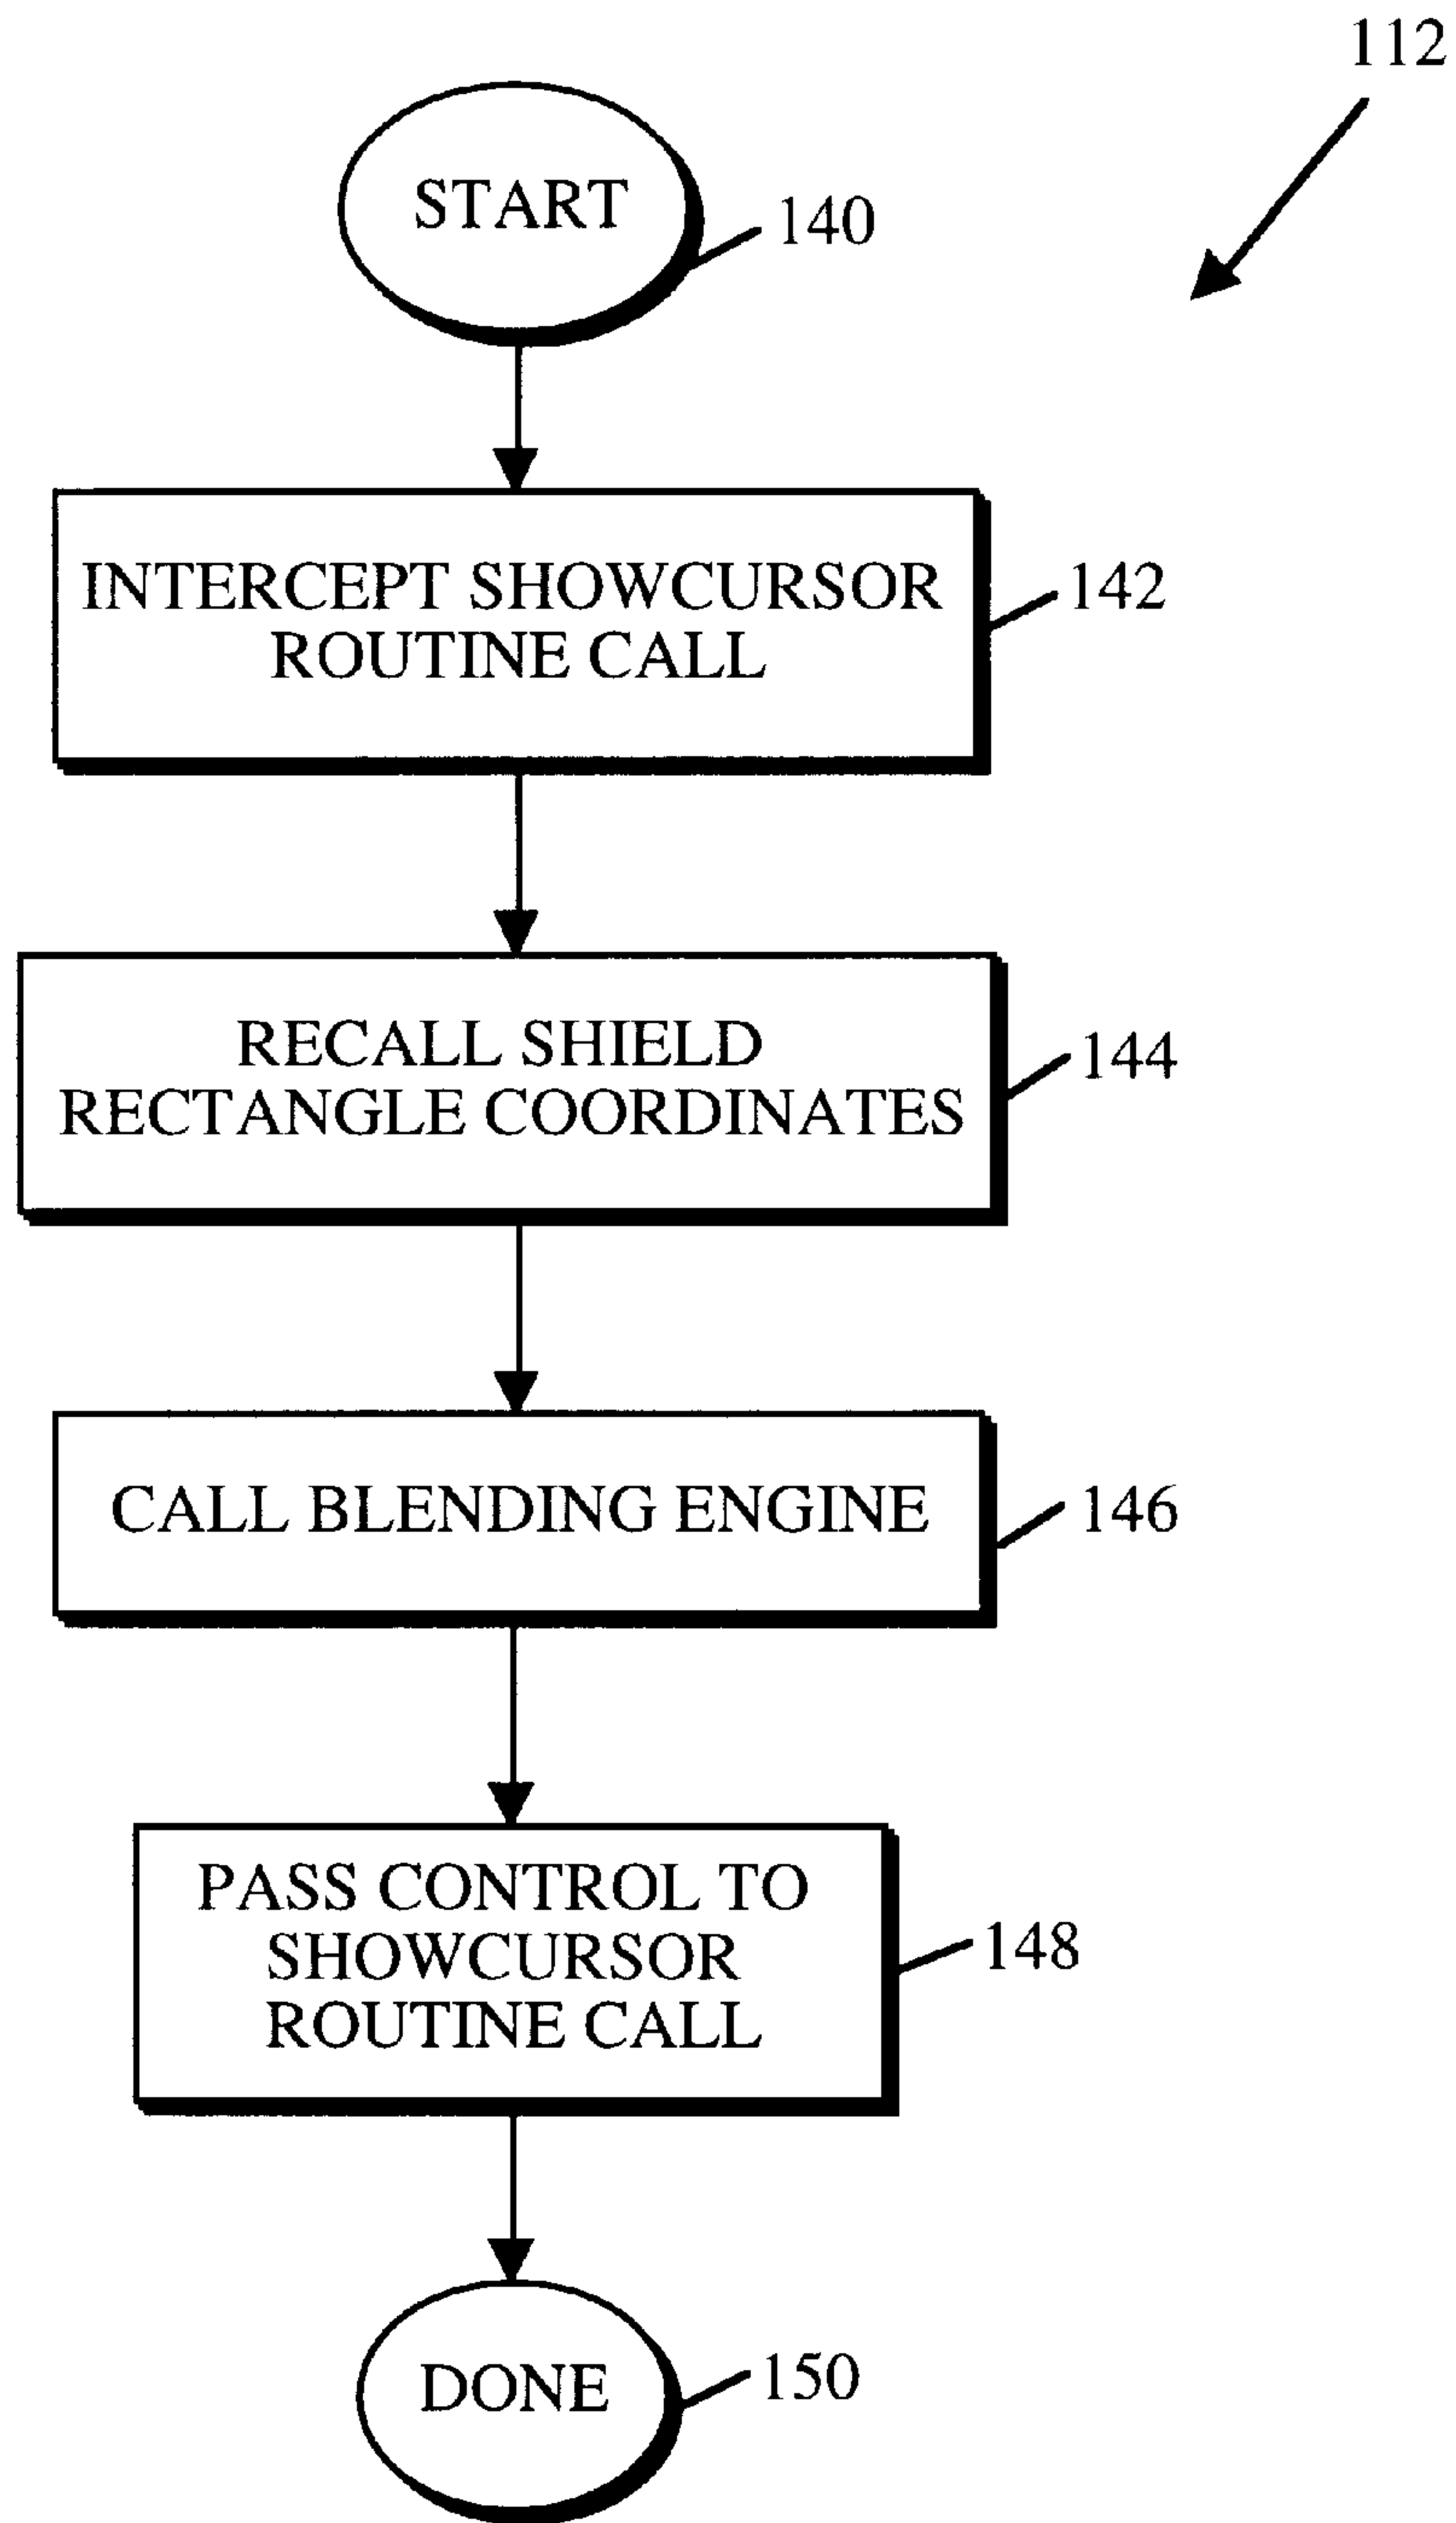 112
START
140
INTERCEPT SHOWCURSOR
ROUTINE CALL
142
RECALL SHIELD
RECTANGLE COORDINATES
144
CALL BLENDING ENGINE
146
PASS CONTROL TO
SHOWCURSOR
ROUTINE CALL
148
DONE
150